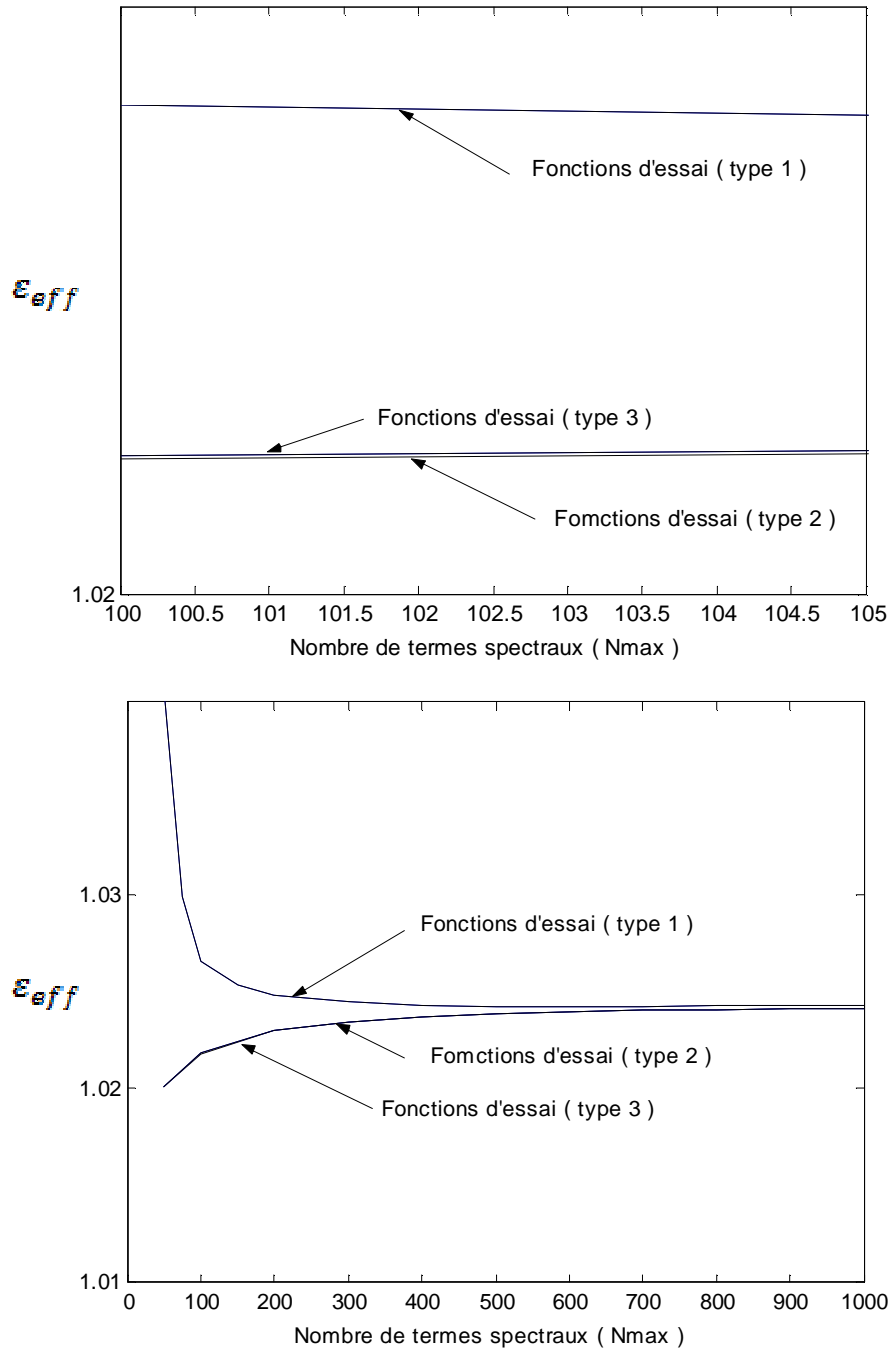 Fonctions d'essai ( type 1 )
ε eff
Fonctions d'essai ( type 3 )
Fomctions d'essai ( type 2 )
1.02
100 100.5 101 101.5 102 102.5 103 103.5 104 104.5 105
Nombre de termes spectraux ( Nmax )
1.03
Fonctions d'essai ( type 1 )
ε eff
Fomctions d'essai ( type 2 )
1.02
Fonctions d'essai ( type 3 )
1.01
0 100 200 300 400 500 600 700 800 900 1000
Nombre de termes spectraux ( Nmax )